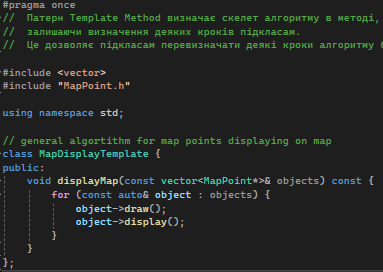 #pragma once
// Патерн Template Method визначає скелет алгоритму в методі,
// залишаючи визначення деяких кроків підкласам.
// Це дозволяє підкласам перевизначати деякі кроки алгоритму
#include <vector>
#include "MapPoint.h"
using namespace std;
// general algortithm for map points displaying on map
class MapDisplayTemplate {
public:
void displayMap(const vector<MapPoint*>& objects) const {
for (const auto& object : objects) {
object->draw();
object->display();
}
}
};